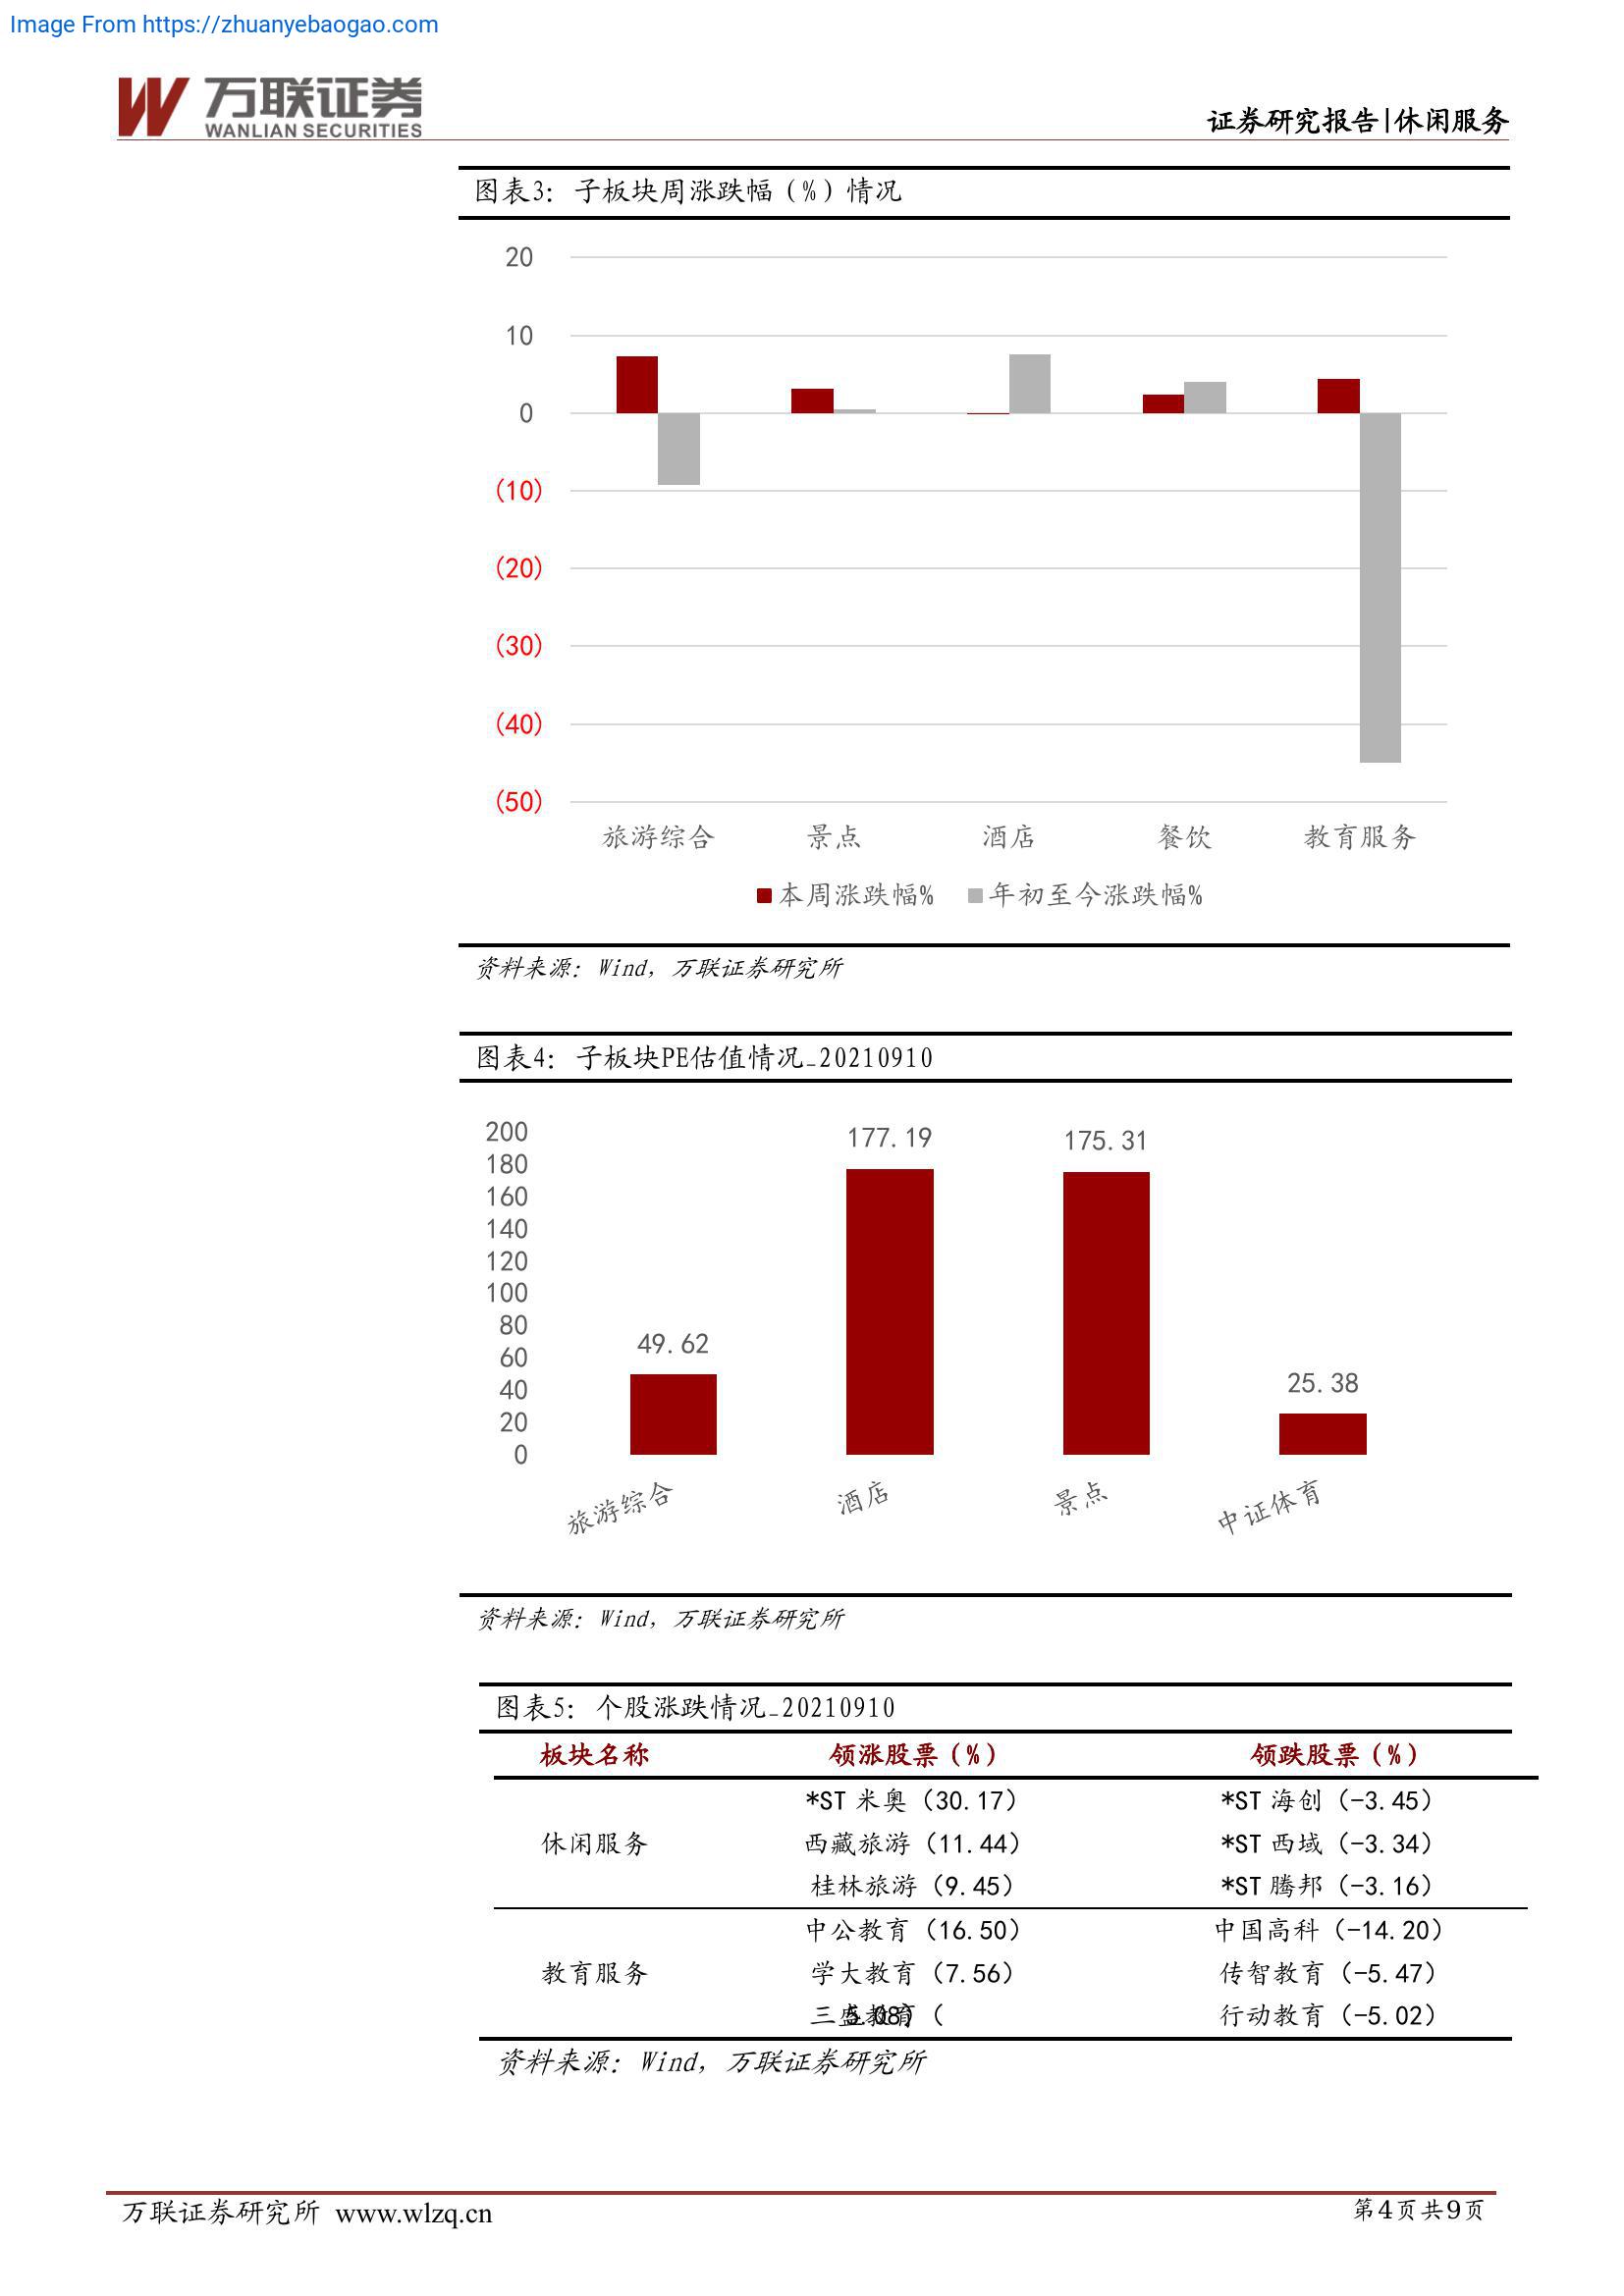 Image From https://zhuanyebaogao.com
万联证券
WANLIAN SECURITIES
证券研究报告|休闲服务
图表3：子板块周涨跌幅（%）情况
20
10
0
(10)
(20)
(30)
(40)
(50)
旅游综合 景点 酒店 餐饮 教育服务
本周涨跌幅% 年初至今涨跌幅%
资料来源：Wind，万联证券研究所
图表4：子板块PE估值情况_20210910
200
180
160
140
120
100
80
60
40
20
0
49.62 177.19 175.31 25.38
旅游综合 酒店 景点 中证体育
资料来源：Wind，万联证券研究所
图表5：个股涨跌情况_20210910
板块名称 领涨股票（%） 领跌股票（%）
*ST 米奥（30.17） *ST 海创（-3.45）
休闲服务 西藏旅游（11.44） *ST 西域（-3.34）
桂林旅游（9.45） *ST 腾邦（-3.16）
中公教育（16.50） 中国高科（-14.20）
教育服务 学大教育（7.56） 传智教育（-5.47）
三盛教育（5.08） 行动教育（-5.02）
资料来源：Wind，万联证券研究所
万联证券研究所 www.wlzq.cn 第4页共9页